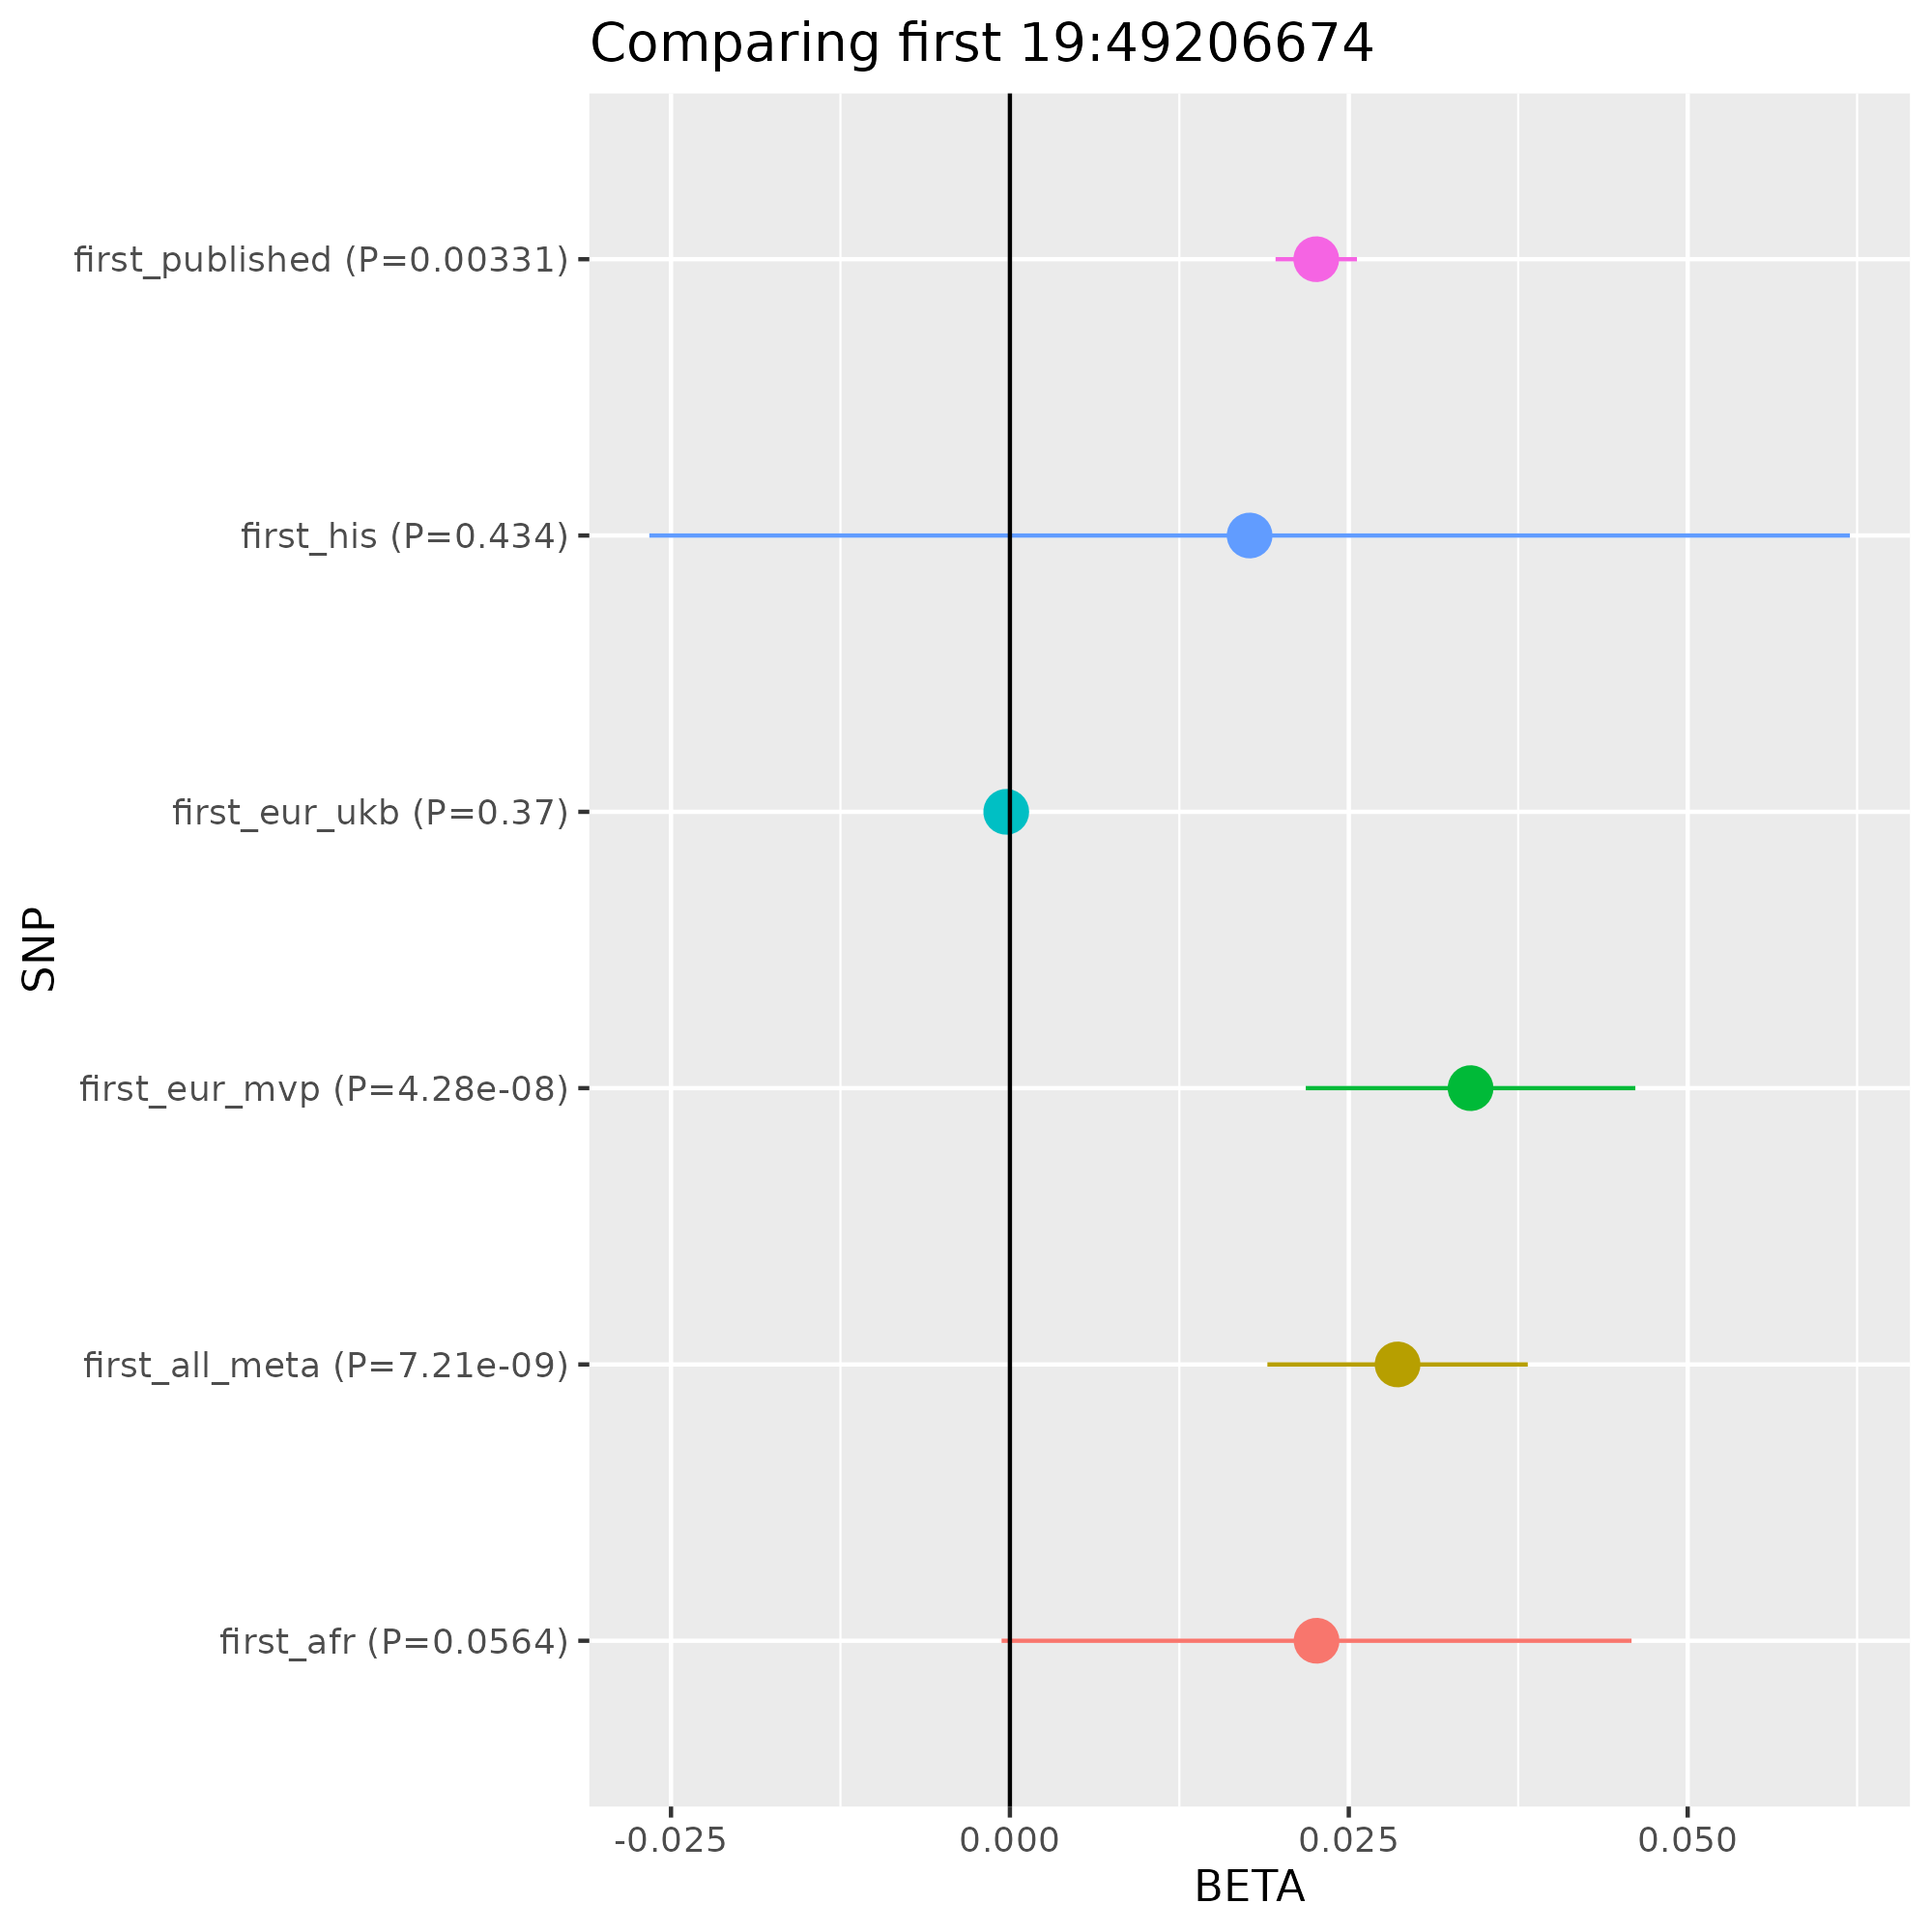 Comparing first 19:49206674
first_published (P=0.00331)
first_his (P=0.434)
first_eur_ukb (P=0.37)
SNP
first_eur_mvp (P=4.28e-08)
first_all_meta (P=7.21e-09)
first_afr (P=0.0564)
-0.025 0.000 0.025 0.050
BETA